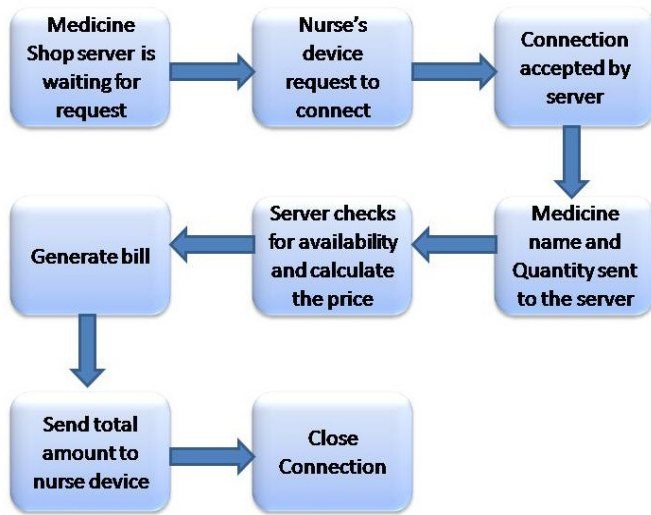 Medicine
Shop server is
waiting for
request
Nurse's
device
request to
connect
Connection
accepted by
server
Medicine
name and
Quantity sent
to the server
Server checks
for availability
and calculate
the price
Generate bill
Send total
amount to
nurse device
Close
Connection